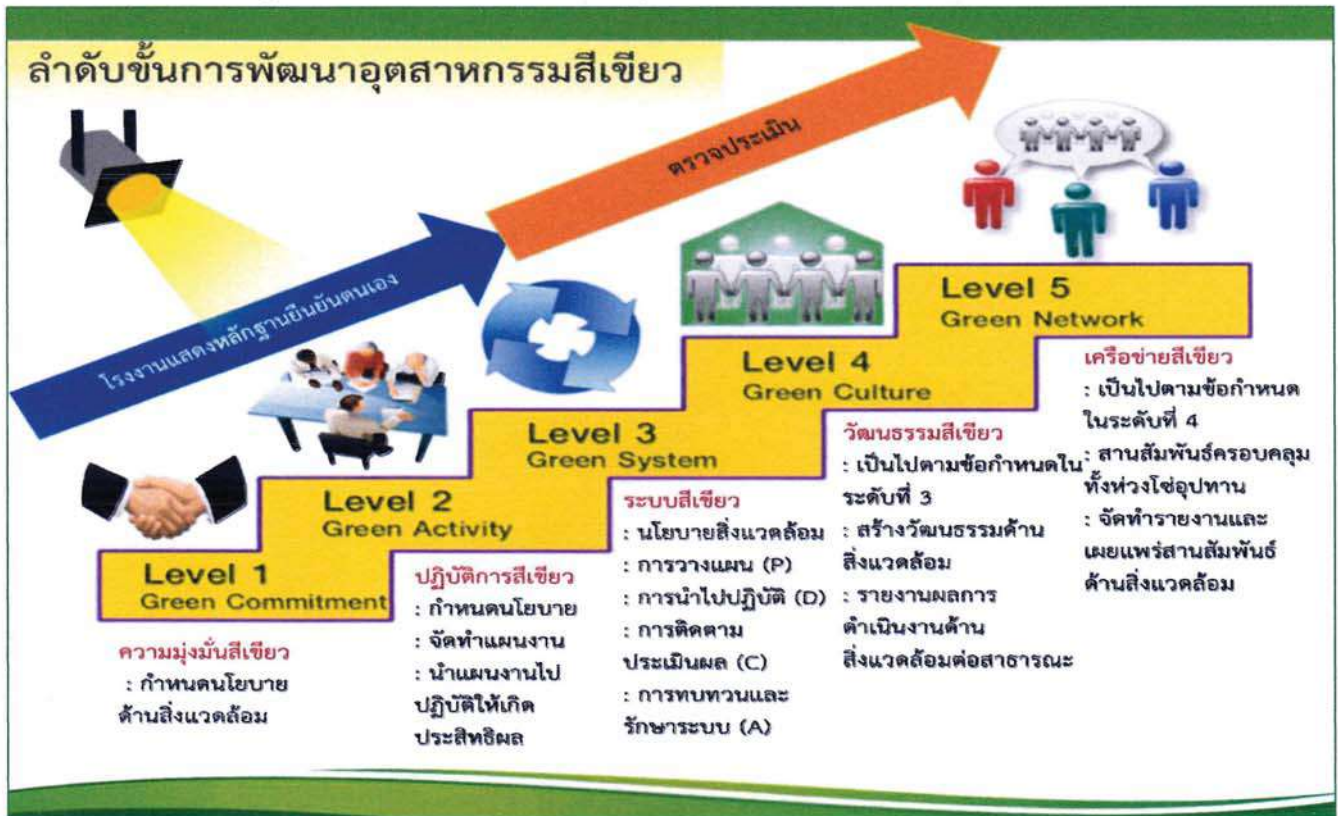 ลำดับขั้นการพัฒนาอุตสาหกรรมสีเขียว
ตรวจประเมิน
โรงงานแสดงหลักฐานยืนยันตนเอง
Level 1
Green Commitment
ความมุ่งมั่นสีเขียว
: กำหนดนโยบาย
ด้านสิ่งแวดล้อม
Level 2
Green Activity
ปฏิบัติการสีเขียว
: กำหนดนโยบาย
: จัดทำแผนงาน
: นำแผนงานไป
ปฏิบัติให้เกิด
ประสิทธิผล
Level 3
Green System
ระบบสีเขียว
: นโยบายสิ่งแวดล้อม
: การวางแผน (P)
: การนำไปปฏิบัติ (D)
: การติดตาม
ประเมินผล (C)
: การทบทวนและ
รักษาระบบ (A)
Level 4
Green Culture
วัฒนธรรมสีเขียว
: เป็นไปตามข้อกำหนดใน
ระดับที่ 3
: สร้างวัฒนธรรมด้าน
สิ่งแวดล้อม
: รายงานผลการ
ดำเนินงานด้าน
สิ่งแวดล้อมต่อสาธารณะ
Level 5
Green Network
เครือข่ายสีเขียว
: เป็นไปตามข้อกำหนด
ในระดับที่ 4
: สานสัมพันธ์ครอบคลุม
ทั้งห่วงโซ่อุปทาน
: จัดทำรายงานและ
เผยแพร่สานสัมพันธ์
ด้านสิ่งแวดล้อม